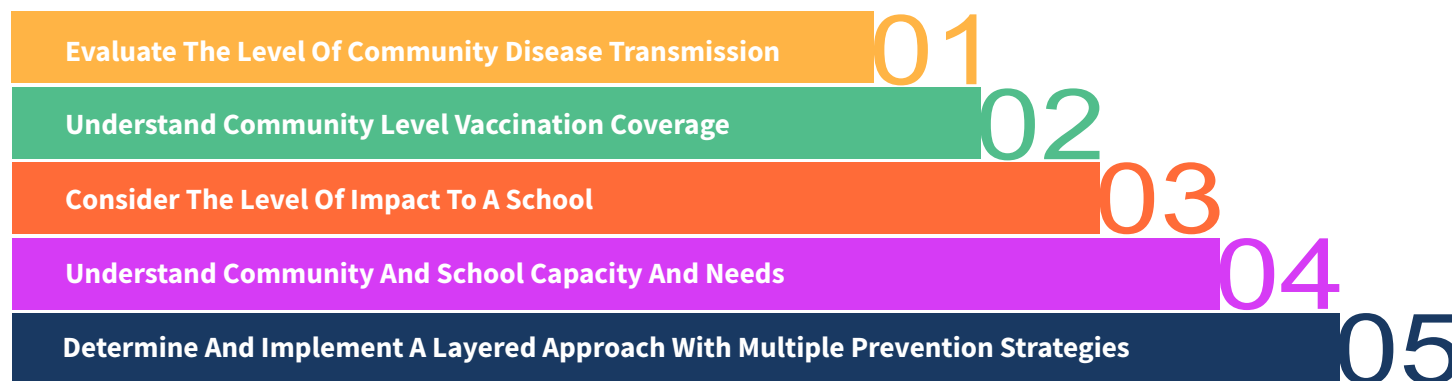 Evaluate The Level Of Community Disease Transmission 01
Understand Community Level Vaccination Coverage 02
Consider The Level Of Impact To A School 03
Understand Community And School Capacity And Needs 04
Determine And Implement A Layered Approach With Multiple Prevention Strategies 05